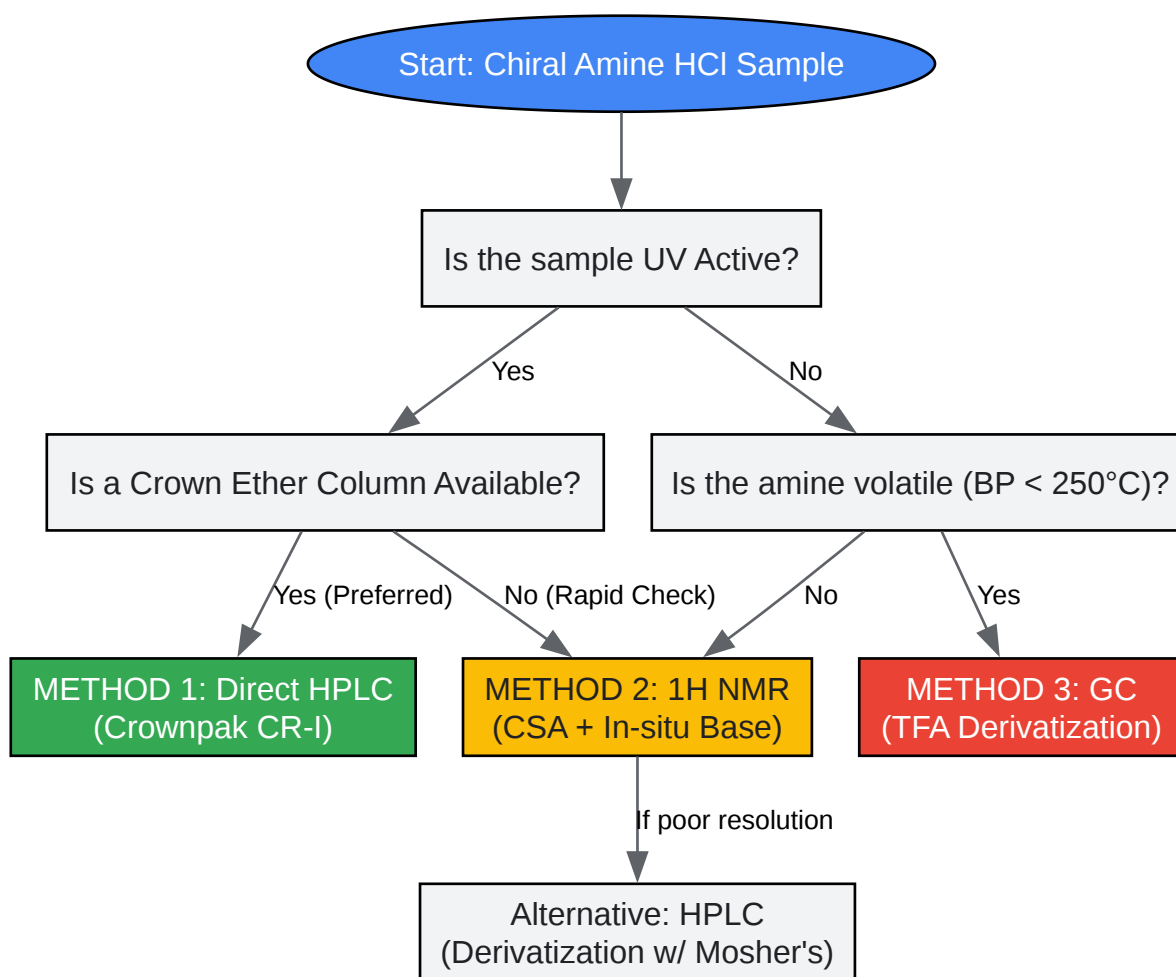 Start: Chiral Amine HCl Sample
Is the sample UV Active?
Yes
No
Is a Crown Ether Column Available?
Is the amine volatile (BP < 250°C)?
Yes (Preferred)
No (Rapid Check)
No
Yes
METHOD 1: Direct HPLC
(Crownpak CR-I)
METHOD 2: 1H NMR
(CSA + In-situ Base)
METHOD 3: GC
(TFA Derivatization)
If poor resolution
Alternative: HPLC
(Derivatization w/ Mosher's)